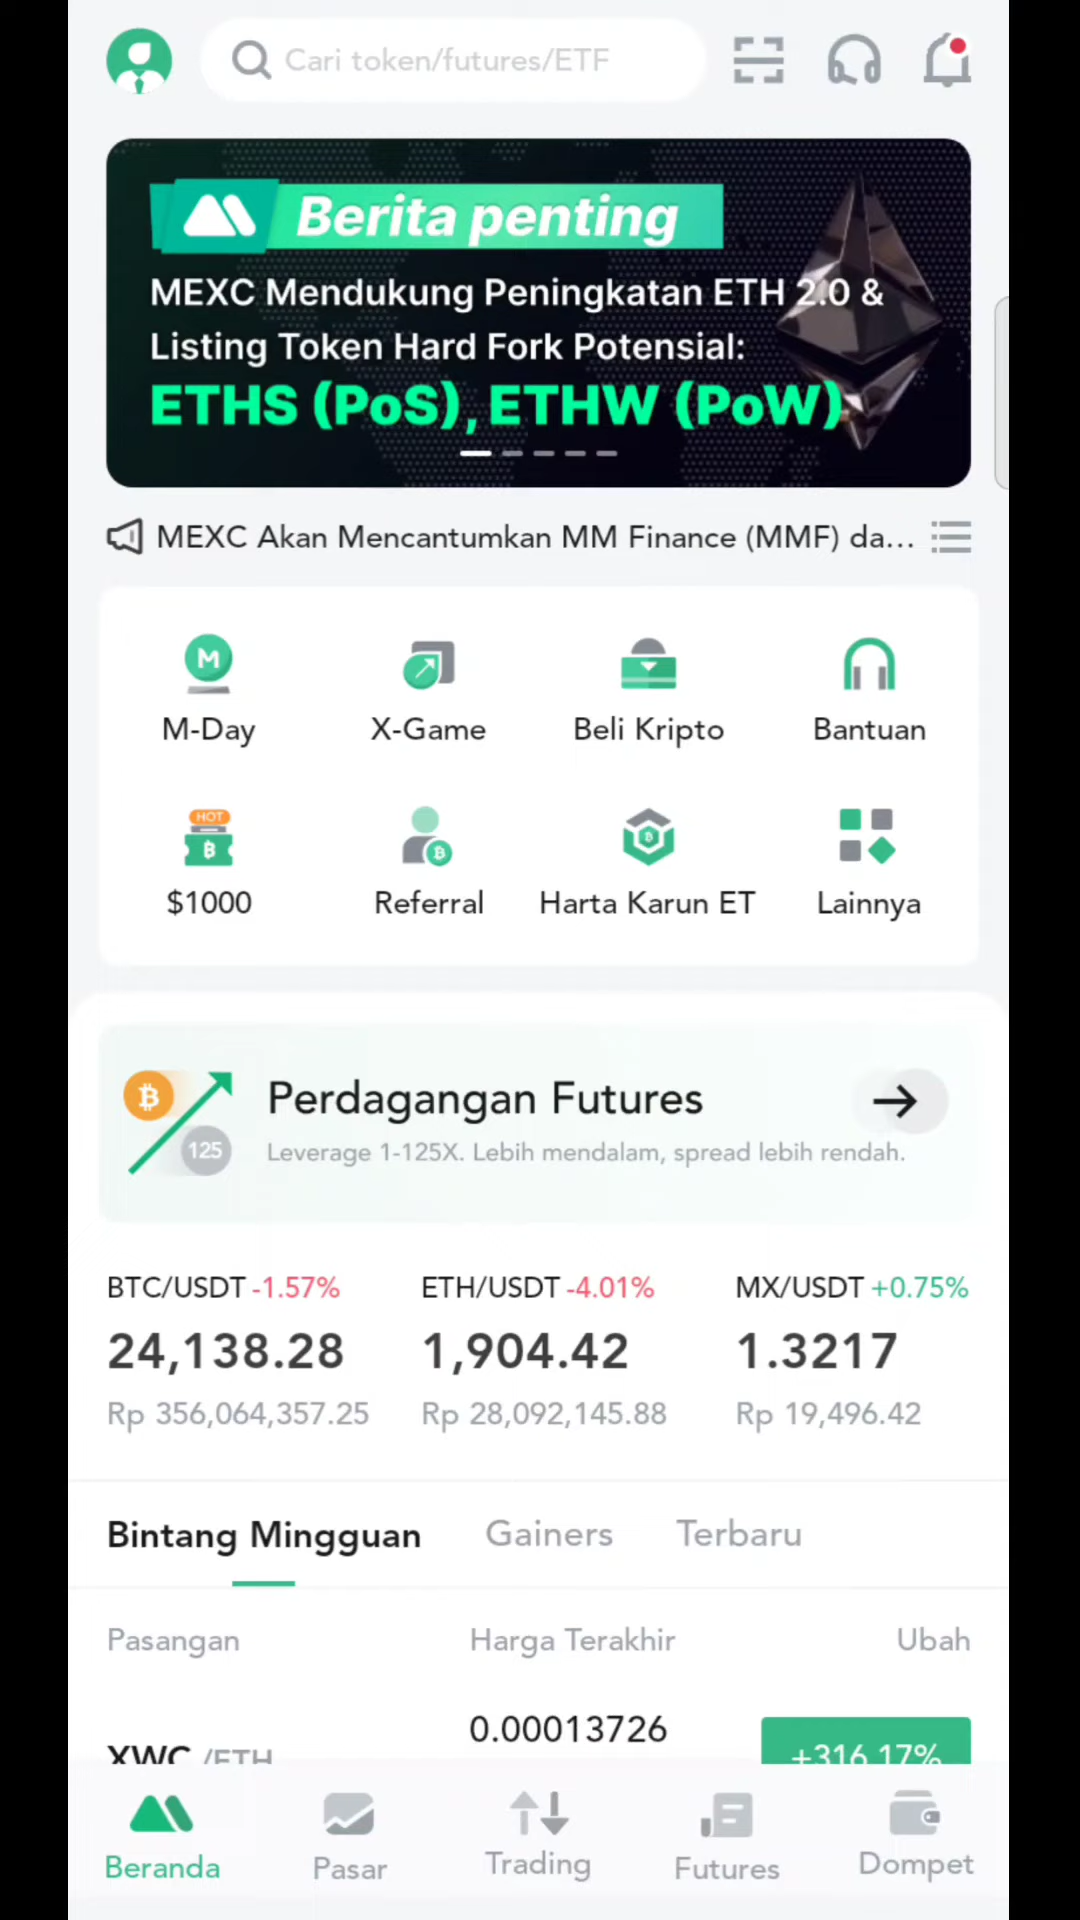 Cari token/futures/ETF
Berita penting
MEXC Mendukung Peningkatan ETH 2.0 &
Listing Token Hard Fork Potensial:
ETHS (PoS), ETHW (PoW)
MEXC Akan Mencantumkan MM Finance (MMF) da...
M
M-Day
X-Game
Beli Kripto
Bantuan
HOT
$1000
Referral
Harta Karun ET
Lainnya
125
Perdagangan Futures
Leverage 1-125X. Lebih mendalam, spread lebih rendah.
BTC/USDT -1.57%
24,138.28
Rp 356,064,357.25
ETH/USDT -4.01%
1,904.42
Rp 28,092,145.88
MX/USDT +0.75%
1.3217
Rp 19,496.42
Bintang Mingguan Gainers Terbaru
Pasangan Harga Terakhir Ubah
XWC /ETH 0.00013726 +316.17%
Beranda Pasar Trading Futures Dompet